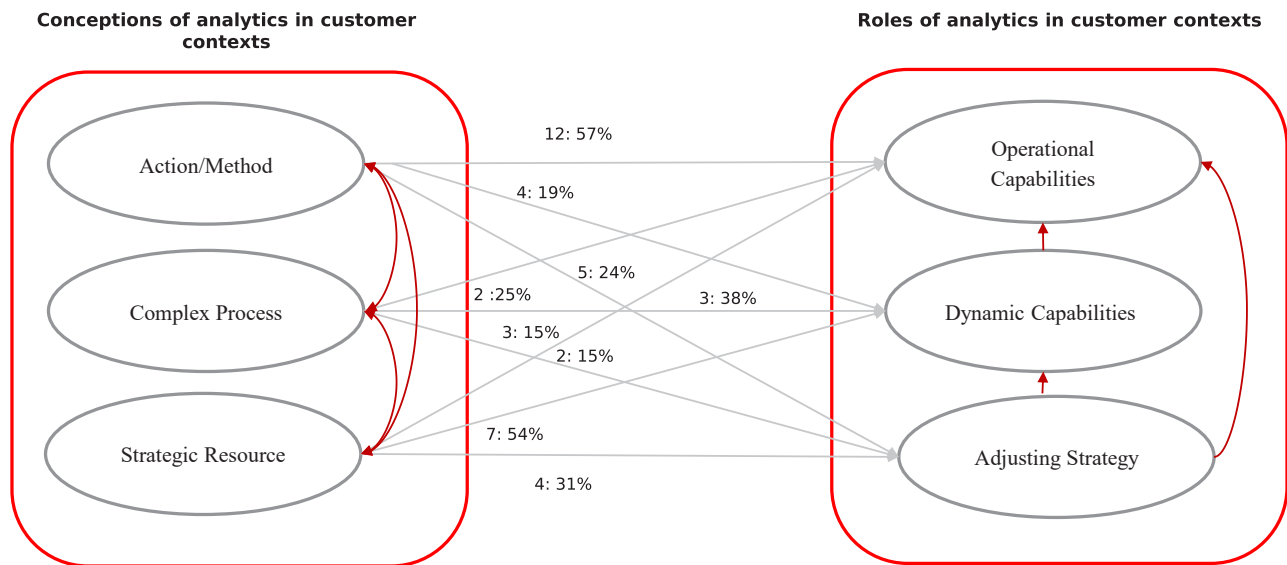 Conceptions of analytics in customer
contexts
Roles of analytics in customer contexts
Action/Method
Complex Process
Strategic Resource
12: 57%
4: 19%
5: 24%
2 :25%
3: 38%
3: 15%
2: 15%
7: 54%
4: 31%
Operational
Capabilities
Dynamic Capabilities
Adjusting Strategy